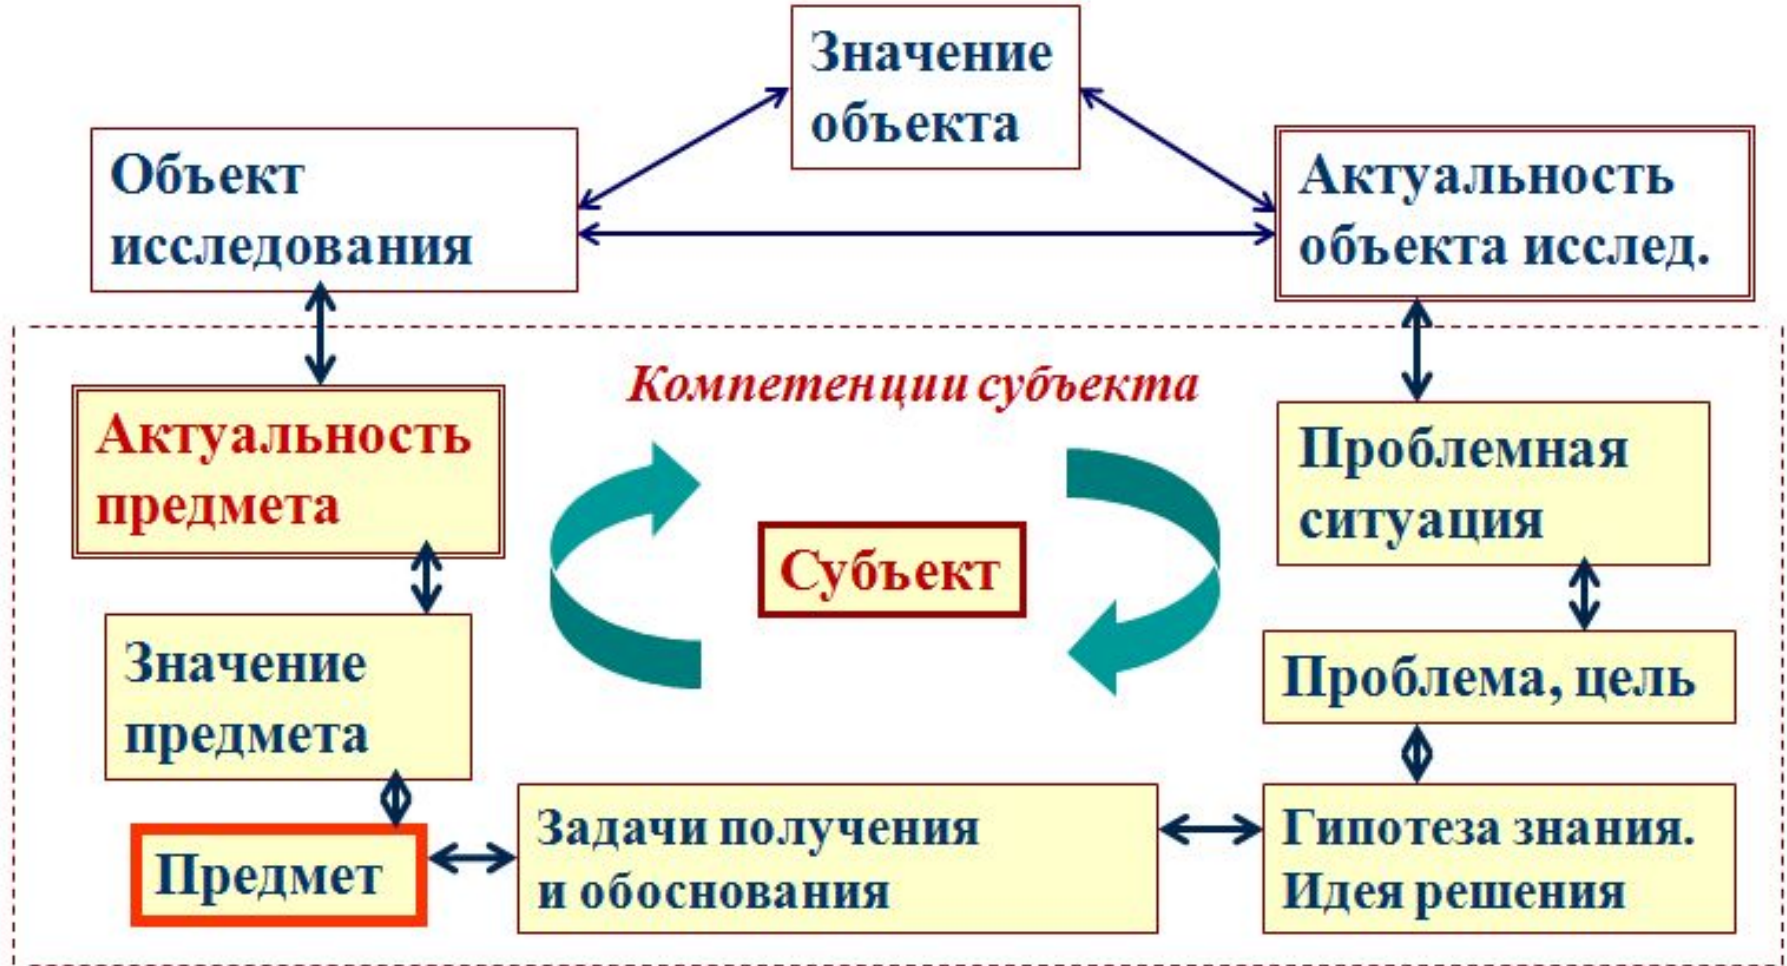 Значение
объекта
Объект
исследования
Актуальность
объекта исслед.
Компетенции субъекта
Актуальность
предмета
Проблемная
ситуация
Субъект
Значение
предмета
Проблема, цель
Предмет
Задачи получения
и обоснования
Гипотеза знания.
Идея решения